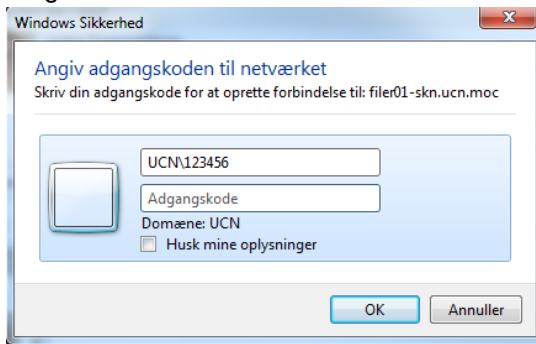 Windows Sikkerhed
Angiv adgangskoden til netværket
Skriv din adgangskode for at oprette forbindelse til: filer01-skn.ucn.moc
UCN\123456
Adgangskode
Domæne: UCN
Husk mine oplysninger
OK
Annuller